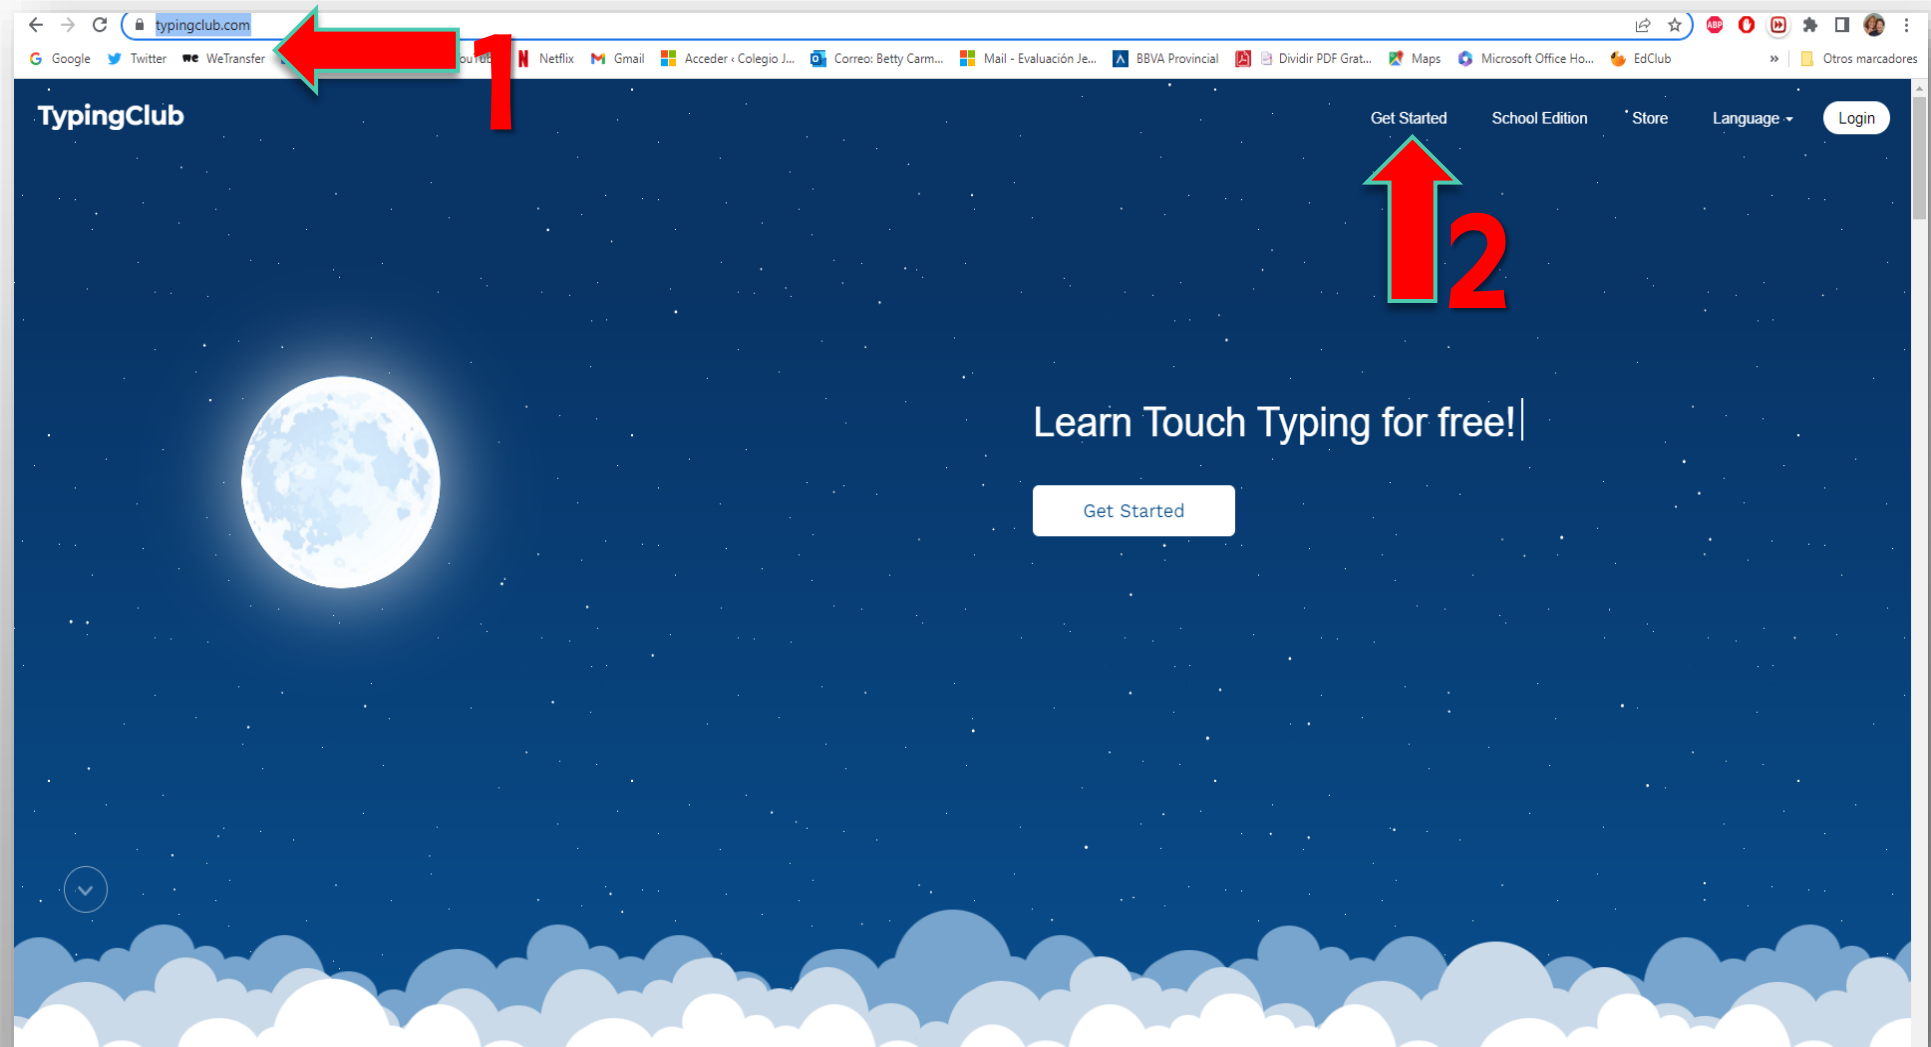 typingclub.com
ABP
Google Twitter WeTransfer Netflix Gmail Acceder ‹ Colegio J... Correo: Betty Carm... Mail - Evaluación Je... BBVA Provincial Dividir PDF Grat... Maps Microsoft Office Ho... EdClub » Otros marcadores
1
TypingClub
Get Started School Edition Store Language Login
2
Learn Touch Typing for free!
Get Started